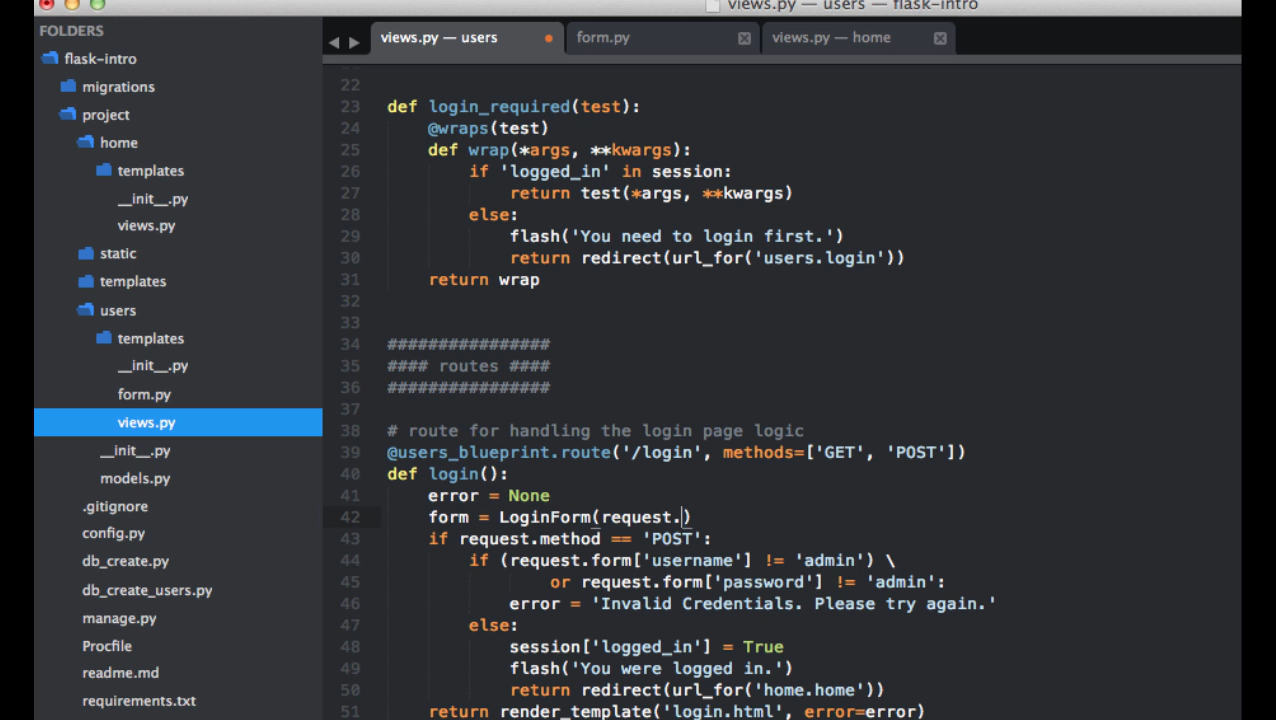 views.py — users — flask-intro
FOLDERS
flask-intro
migrations
project
home
templates
__init__.py
views.py
static
templates
users
templates
__init__.py
form.py
views.py
__init__.py
models.py
.gitignore
config.py
db_create.py
db_create_users.py
manage.py
Procfile
readme.md
requirements.txt
views.py — users
form.py
views.py — home
22
23 def login_required(test):
24     @wraps(test)
25     def wrap(*args, **kwargs):
26         if 'logged_in' in session:
27             return test(*args, **kwargs)
28         else:
29             flash('You need to login first.')
30             return redirect(url_for('users.login'))
31     return wrap
32
33
34 ################
35 #### routes ####
36 ################
37
38 # route for handling the login page logic
39 @users_blueprint.route('/login', methods=['GET', 'POST'])
40 def login():
41     error = None
42     form = LoginForm(request.)
43     if request.method == 'POST':
44         if (request.form['username'] != 'admin') \
45                 or request.form['password'] != 'admin':
46             error = 'Invalid Credentials. Please try again.'
47         else:
48             session['logged_in'] = True
49             flash('You were logged in.')
50             return redirect(url_for('home.home'))
51     return render_template('login.html', error=error)